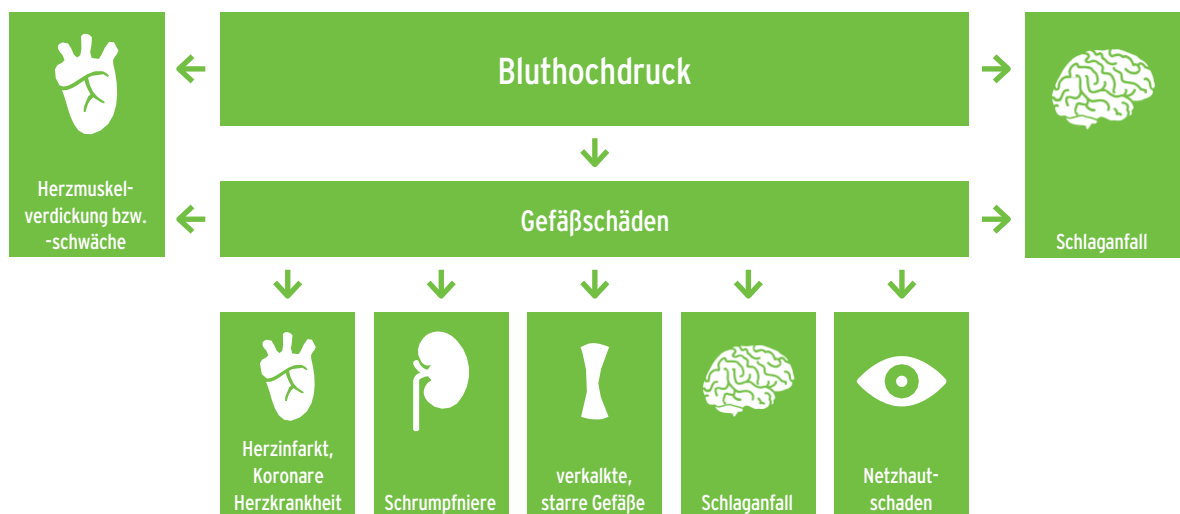 Bluthochdruck
Herzmuskel-
verdickung bzw.
-schwäche
Gefäßschäden
Schlaganfall
Herzinfarkt,
Koronare
Herzkrankheit
Schrumpfniere
verkalkte,
starre Gefäße
Schlaganfall
Netzhaut-
schaden